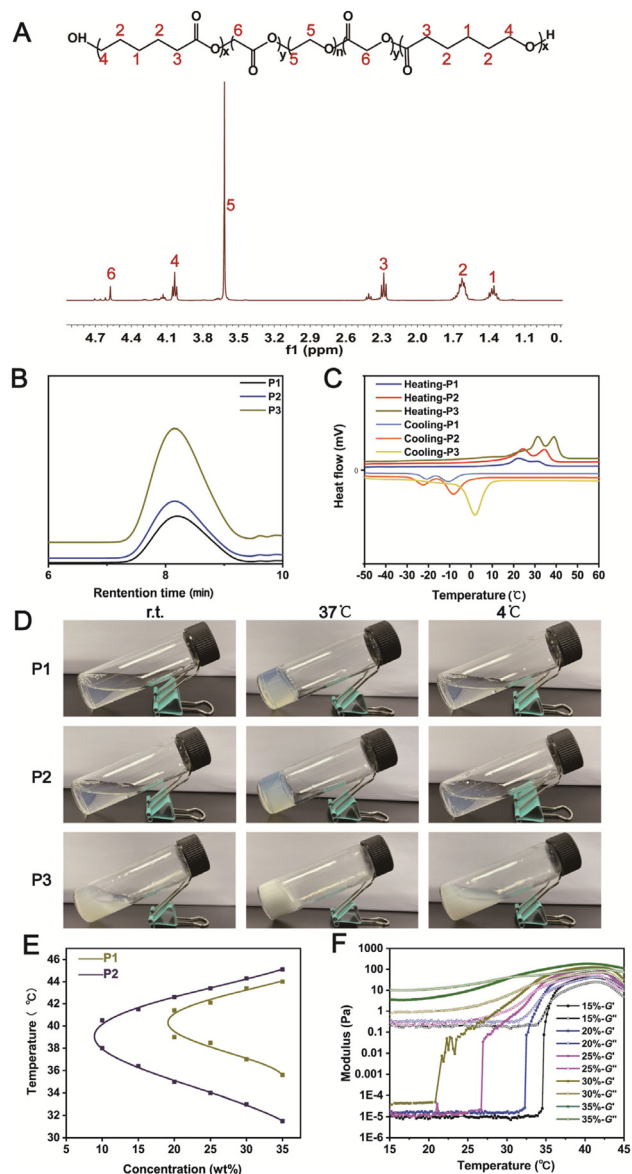 A
OH 4 2 1 2 3 O x 6 O y 5 5 O n 6 O y 3 2 1 2 4 O x H
6 4 5 3 2 1
4.7 4.4 4.1 3.8 3.5 3.2 2.9 2.6 2.3 2.0 1.7 1.4 1.1 0.
f1 (ppm)
B
P1
P2
P3
6 7 8 9 10
Rentention time (min)
C
Heating-P1
Heating-P2
Heating-P3
Cooling-P1
Cooling-P2
Cooling-P3
Heat flow (mV)
0
-50 -40 -30 -20 -10 0 10 20 30 40 50 60
Temperature (℃)
D
r.t. 37℃ 4℃
P1
P2
P3
E
P1
P2
Temperature (℃)
46
44
42
40
38
36
34
32
30
5 10 15 20 25 30 35
Concentration (wt%)
F
Modulus (Pa)
1000
100
10
1
0.1
0.01
0.001
1E-4
1E-5
1E-6
15%-G'
15%-G"
20%-G'
20%-G"
25%-G'
25%-G"
30%-G'
30%-G"
35%-G'
35%-G"
15 20 25 30 35 40 45
Temperature (℃)